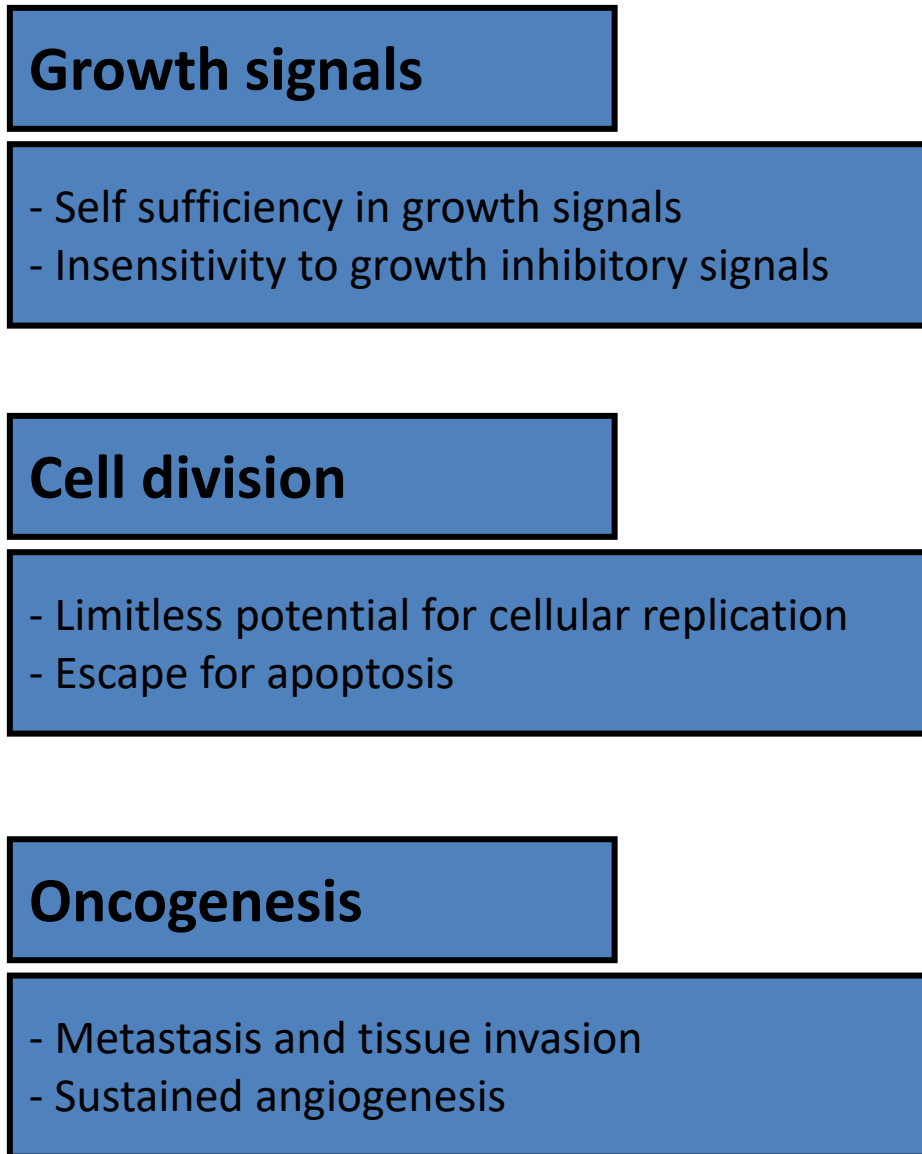 Growth signals
- Self sufficiency in growth signals
- Insensitivity to growth inhibitory signals
Cell division
- Limitless potential for cellular replication
- Escape for apoptosis
Oncogenesis
- Metastasis and tissue invasion
- Sustained angiogenesis